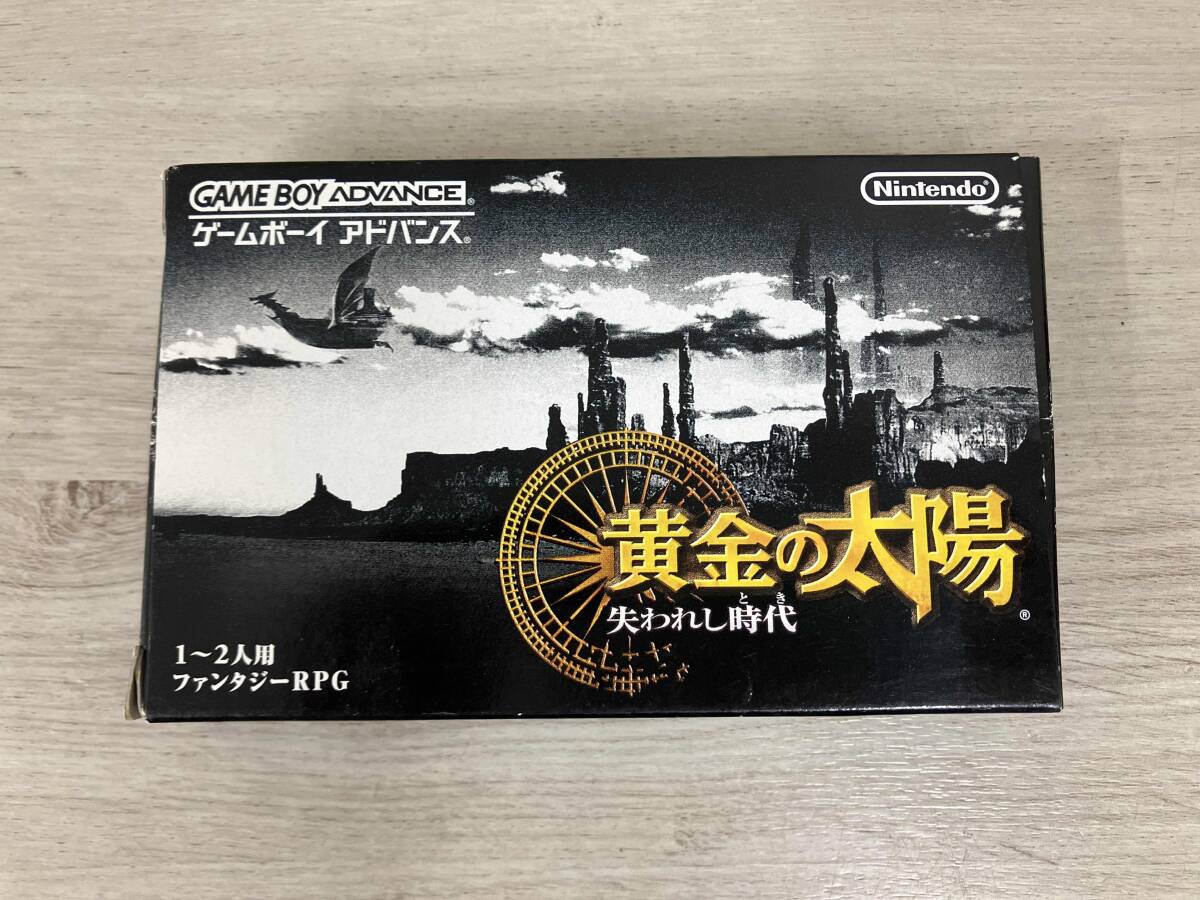 GAME BOY ADVANCE®
ゲームボーイ アドバンス®
Nintendo®
黄金の太陽®
とき
失われし時代
1～2人用
ファンタジーRPG